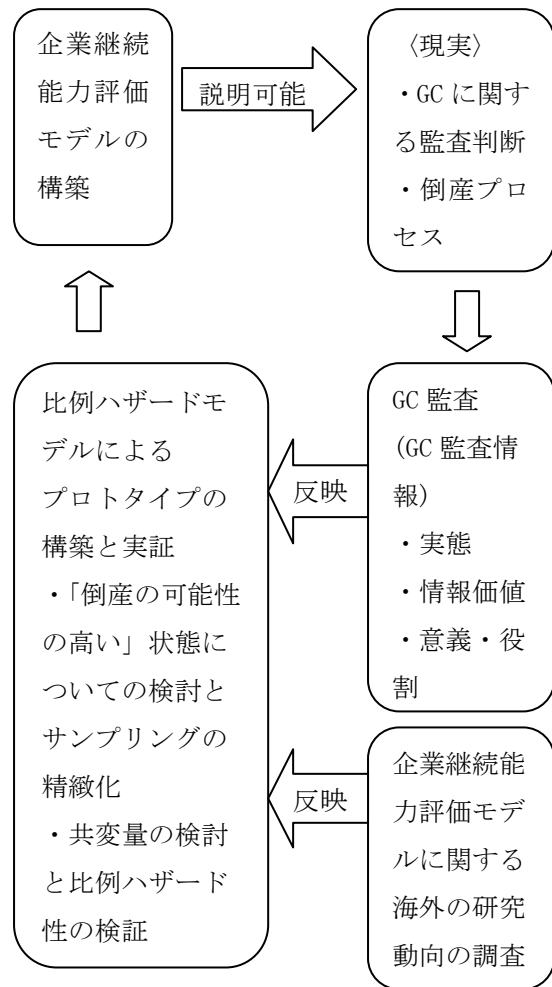 企業継続
能力評価
モデルの
構築
説明可能
〈現実〉
・GC に関す
る監査判断
・倒産プロ
セス
比例ハザードモ
デルによる
プロトタイプの
構築と実証
・「倒産の可能性
の高い」状態に
ついての検討と
サンプリングの
精緻化
・共変量の検討
と比例ハザード
性の検証
反映
GC 監査
(GC 監査情
報)
・実態
・情報価値
・意義・役
割
反映
企業継続能
力評価モデ
ルに関する
海外の研究
動向の調査